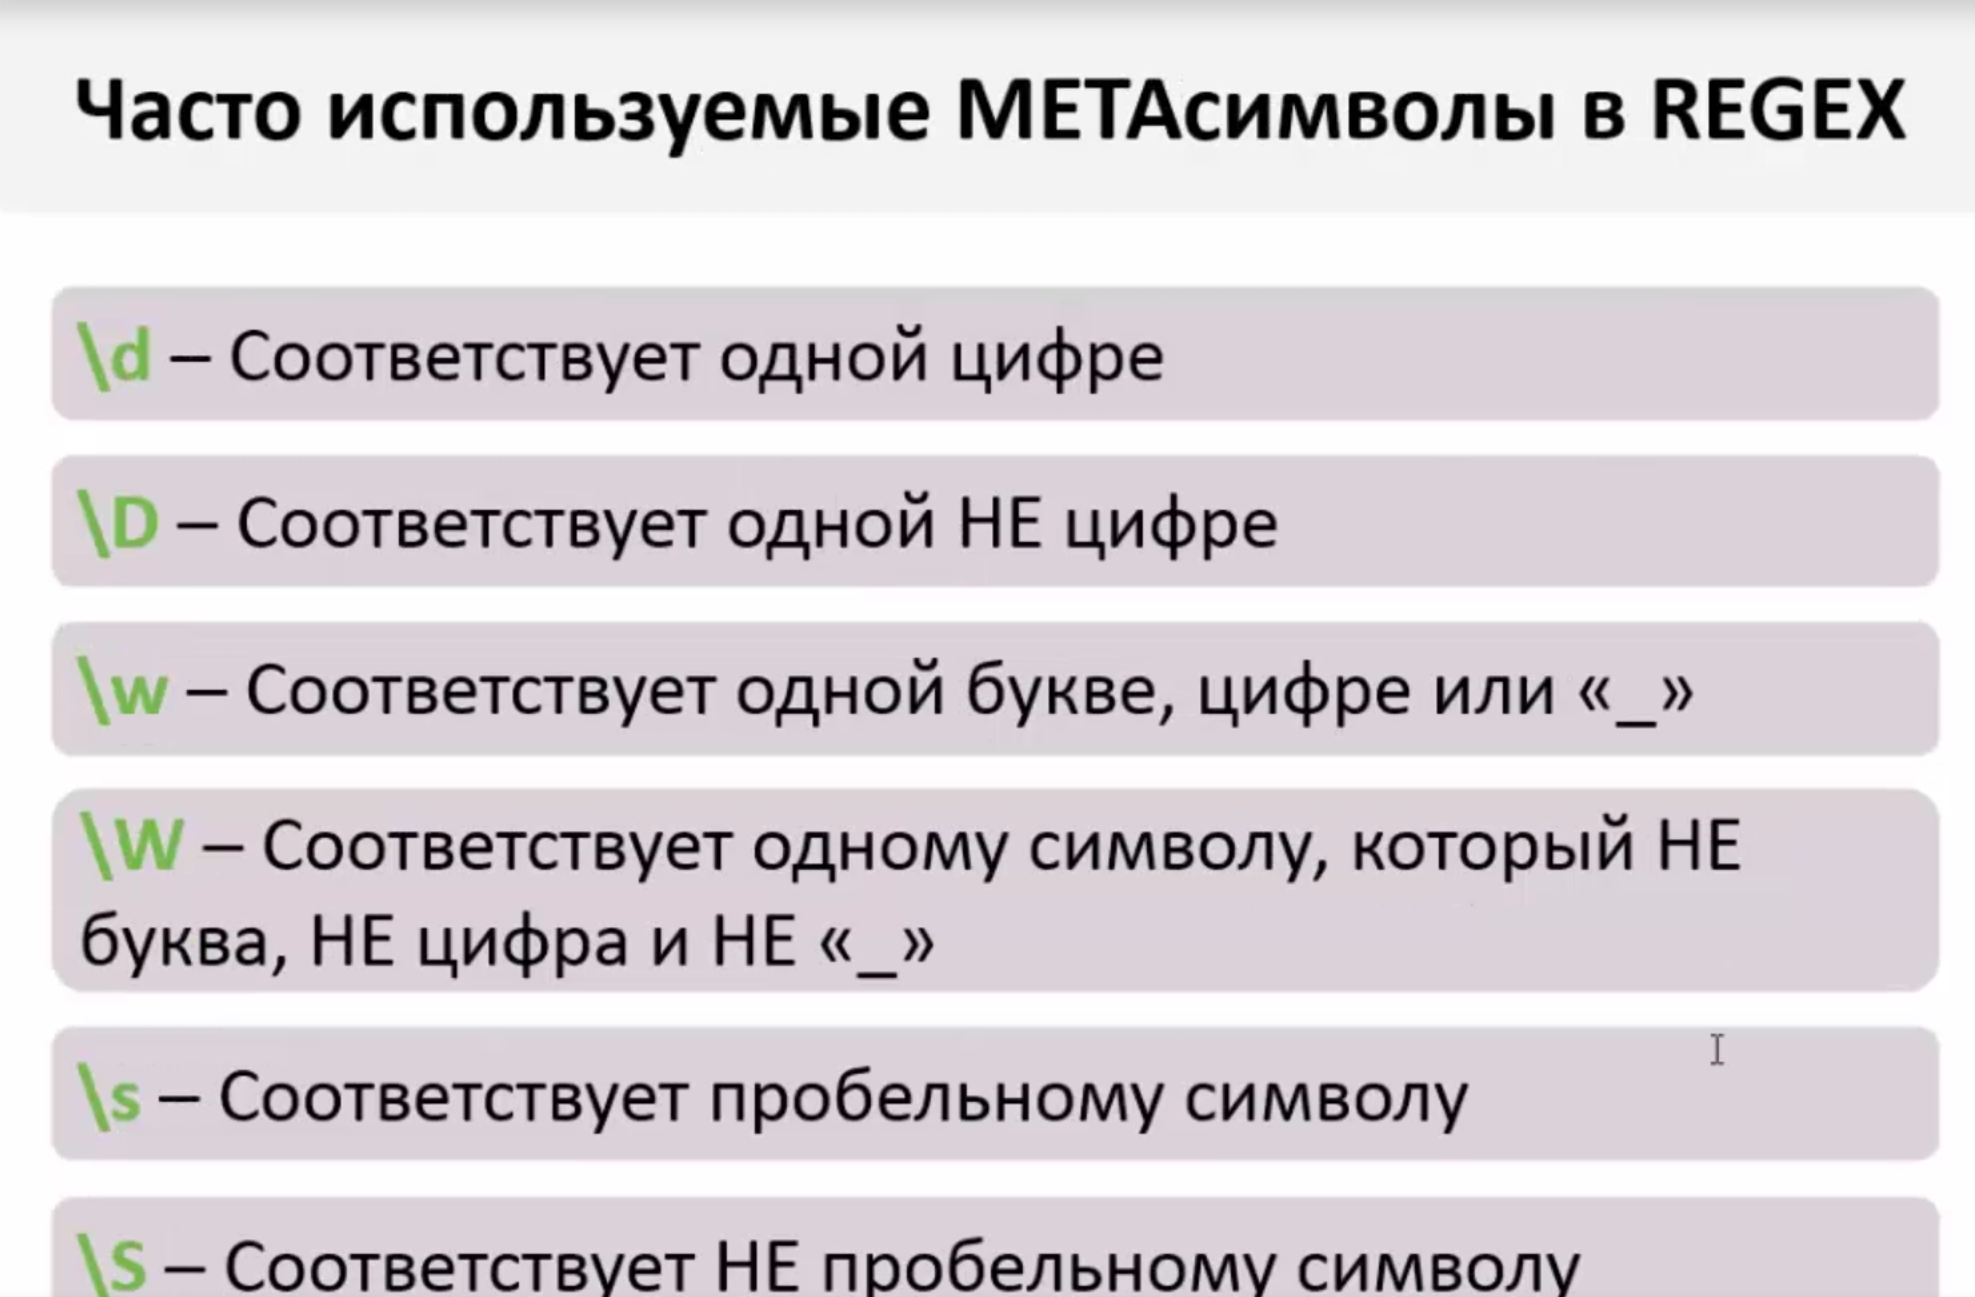 Часто используемые МЕТАсимволы в REGEX
\d – Соответствует одной цифре
\D – Соответствует одной НЕ цифре
\w – Соответствует одной букве, цифре или «_»
\W – Соответствует одному символу, который НЕ
буква, НЕ цифра и НЕ «_»
\s – Соответствует пробельному символу
\S – Соответствует НЕ пробельному символу